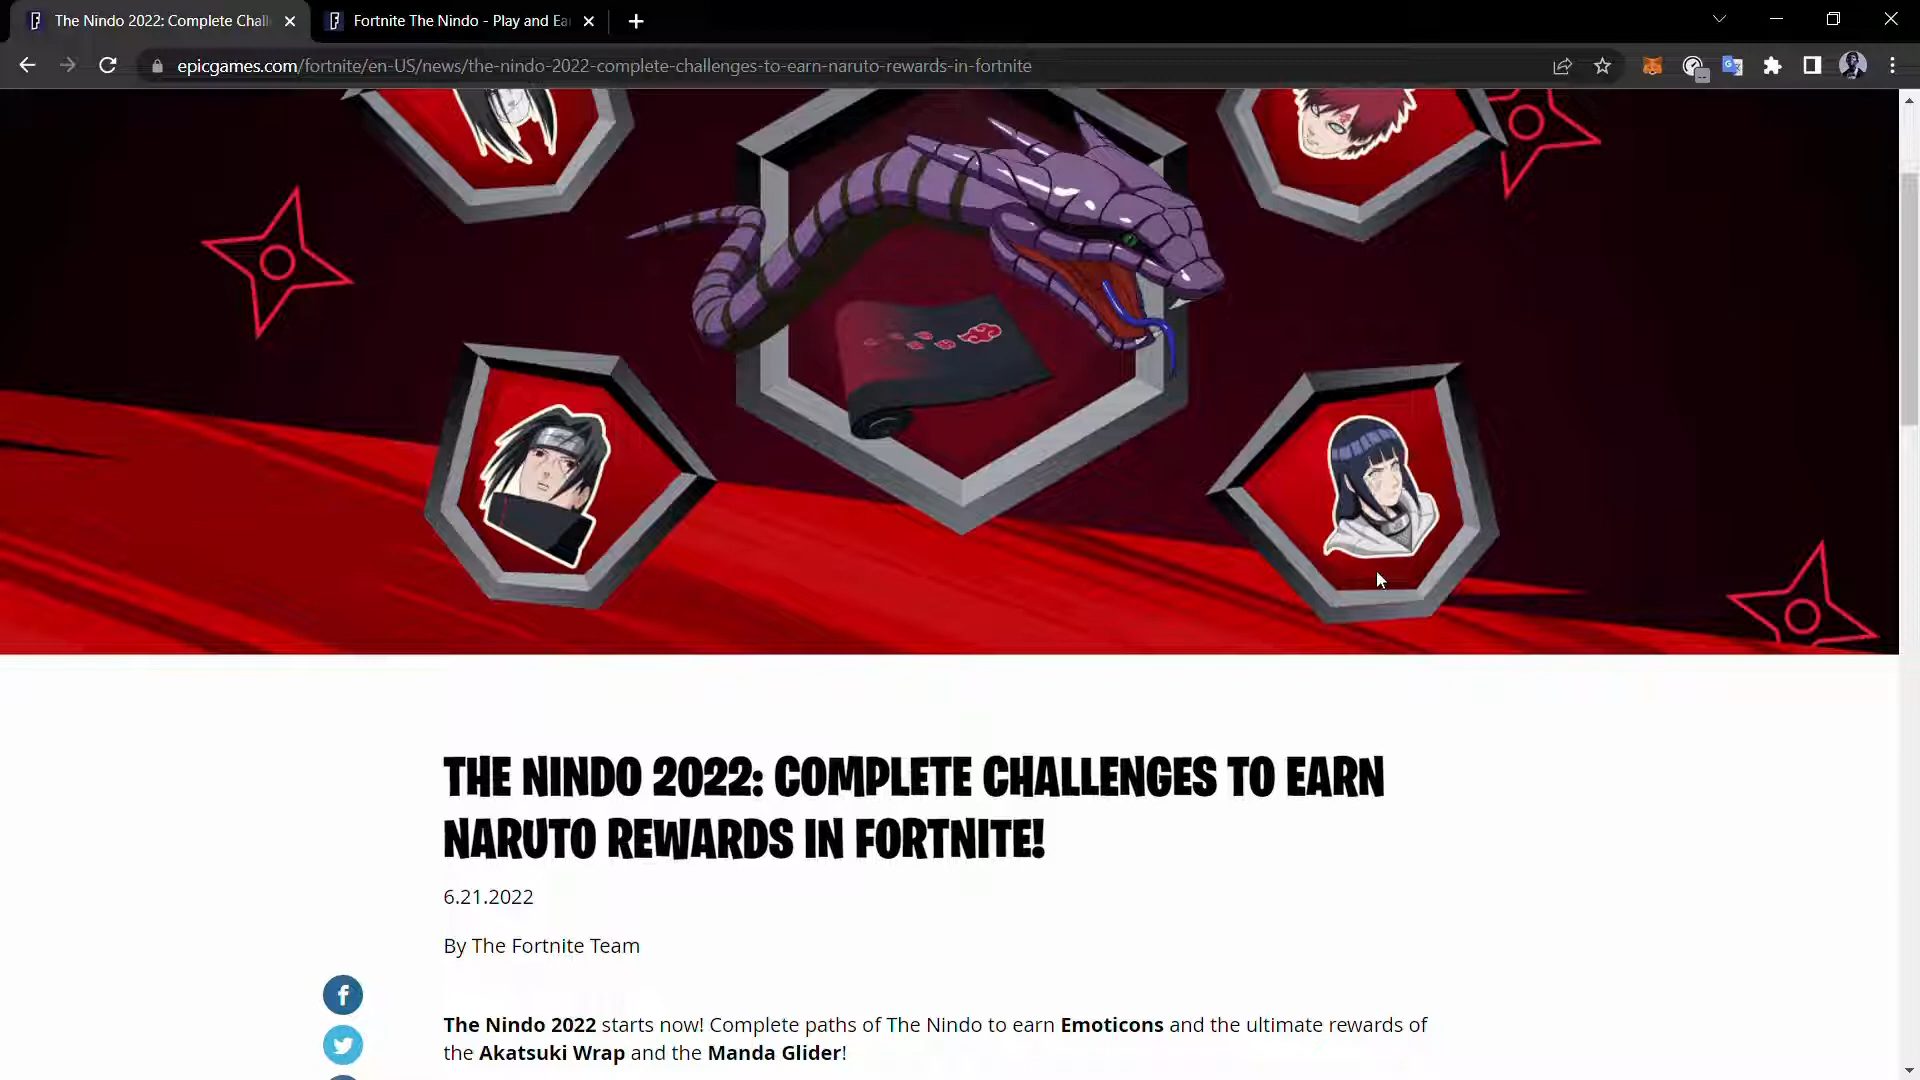 The Nindo 2022: Complete Chall
Fortnite The Nindo - Play and Ea
epicgames.com/fortnite/en-US/news/the-nindo-2022-complete-challenges-to-earn-naruto-rewards-in-fortnite
THE NINDO 2022: COMPLETE CHALLENGES TO EARN
NARUTO REWARDS IN FORTNITE!
6.21.2022
By The Fortnite Team
The Nindo 2022 starts now! Complete paths of The Nindo to earn Emoticons and the ultimate rewards of
the Akatsuki Wrap and the Manda Glider!